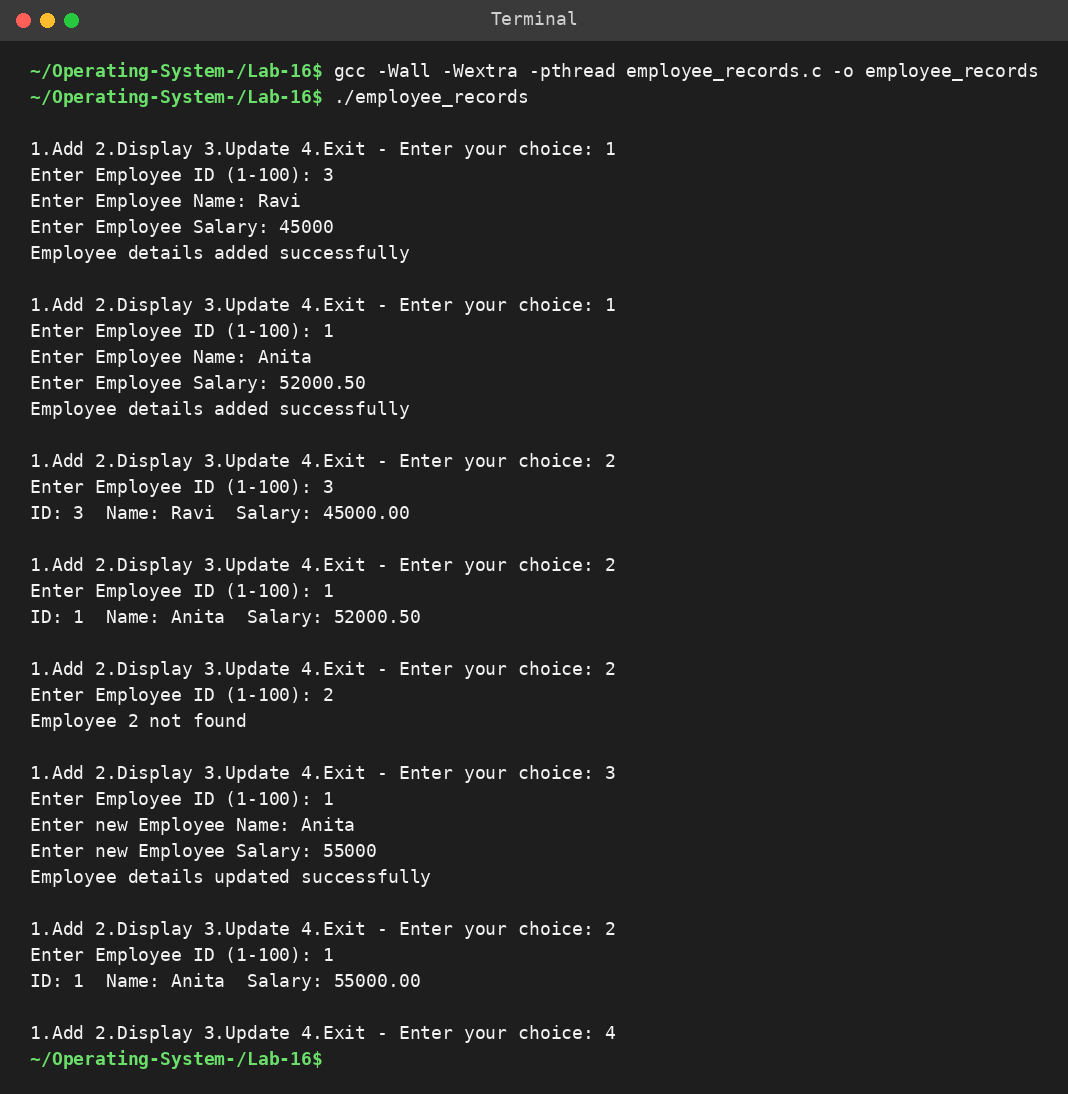 Terminal
~/Operating-System-/Lab-16$ gcc -Wall -Wextra -pthread employee_records.c -o employee_records
~/Operating-System-/Lab-16$ ./employee_records
1.Add 2.Display 3.Update 4.Exit - Enter your choice: 1
Enter Employee ID (1-100): 3
Enter Employee Name: Ravi
Enter Employee Salary: 45000
Employee details added successfully
1.Add 2.Display 3.Update 4.Exit - Enter your choice: 1
Enter Employee ID (1-100): 1
Enter Employee Name: Anita
Enter Employee Salary: 52000.50
Employee details added successfully
1.Add 2.Display 3.Update 4.Exit - Enter your choice: 2
Enter Employee ID (1-100): 3
ID: 3  Name: Ravi  Salary: 45000.00
1.Add 2.Display 3.Update 4.Exit - Enter your choice: 2
Enter Employee ID (1-100): 1
ID: 1  Name: Anita  Salary: 52000.50
1.Add 2.Display 3.Update 4.Exit - Enter your choice: 2
Enter Employee ID (1-100): 2
Employee 2 not found
1.Add 2.Display 3.Update 4.Exit - Enter your choice: 3
Enter Employee ID (1-100): 1
Enter new Employee Name: Anita
Enter new Employee Salary: 55000
Employee details updated successfully
1.Add 2.Display 3.Update 4.Exit - Enter your choice: 2
Enter Employee ID (1-100): 1
ID: 1  Name: Anita  Salary: 55000.00
1.Add 2.Display 3.Update 4.Exit - Enter your choice: 4
~/Operating-System-/Lab-16$